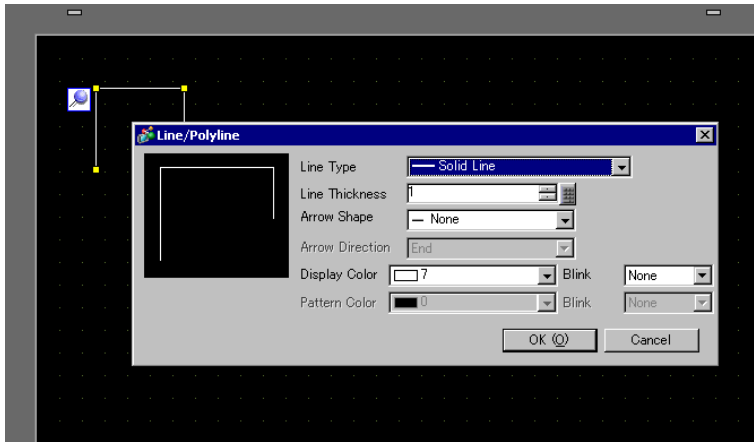 Line/Polyline
Line Type Solid Line
Line Thickness 1
Arrow Shape None
Arrow Direction End
Display Color 7 Blink None
Pattern Color 0 Blink None
OK (O) Cancel